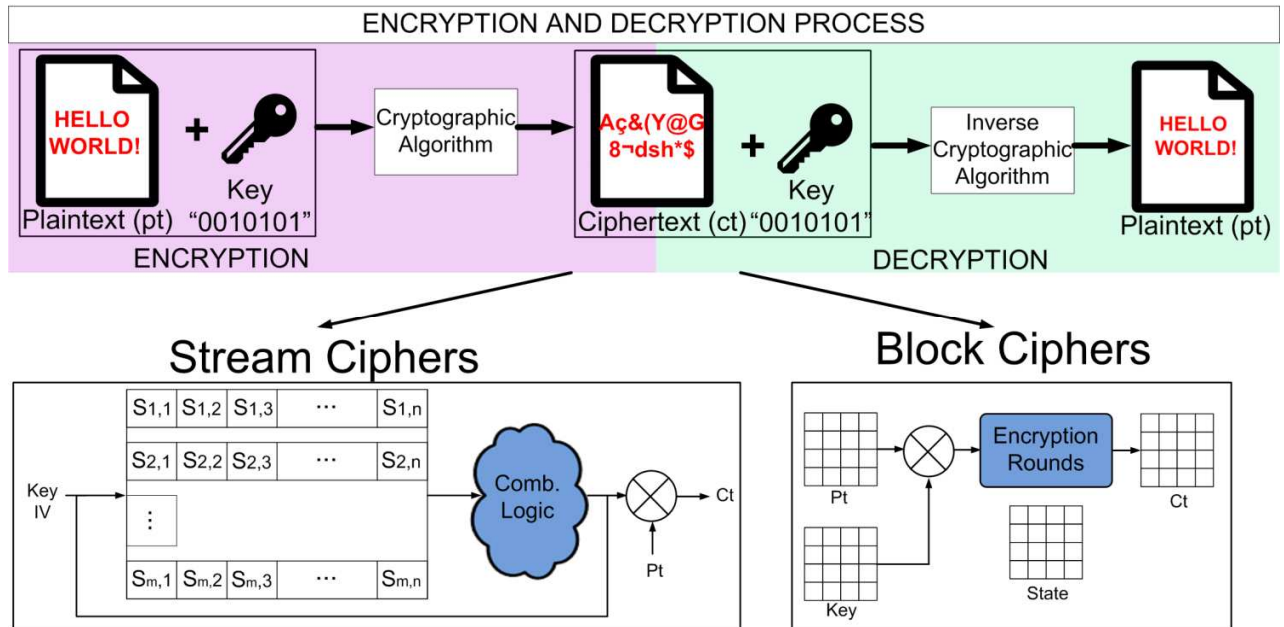 ENCRYPTION AND DECRYPTION PROCESS
HELLO
WORLD!
+
Key
"0010101"
Plaintext (pt)
Cryptographic
Algorithm
Aç&(Y@G
8¬dsh*$
+
Key
"0010101"
Ciphertext (ct)
Inverse
Cryptographic
Algorithm
HELLO
WORLD!
Plaintext (pt)
ENCRYPTION
DECRYPTION
Stream Ciphers
Key
IV
S1,1 S1,2 S1,3 ... S1,n
S2,1 S2,2 S2,3 ... S2,n
⋮
Sm,1 Sm,2 Sm,3 ... Sm,n
Comb.
Logic
Ct
Pt
Block Ciphers
Pt
Key
Encryption
Rounds
State
Ct